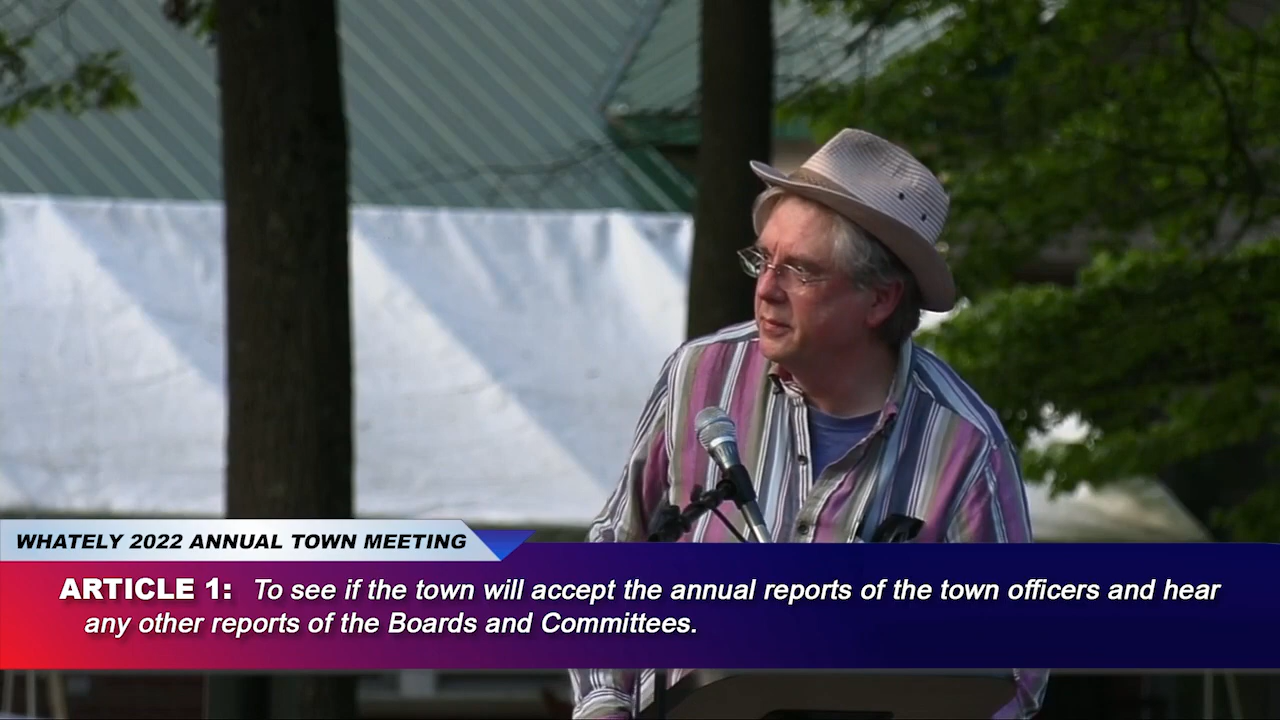 WHATELY 2022 ANNUAL TOWN MEETING
ARTICLE 1: To see if the town will accept the annual reports of the town officers and hear
any other reports of the Boards and Committees.